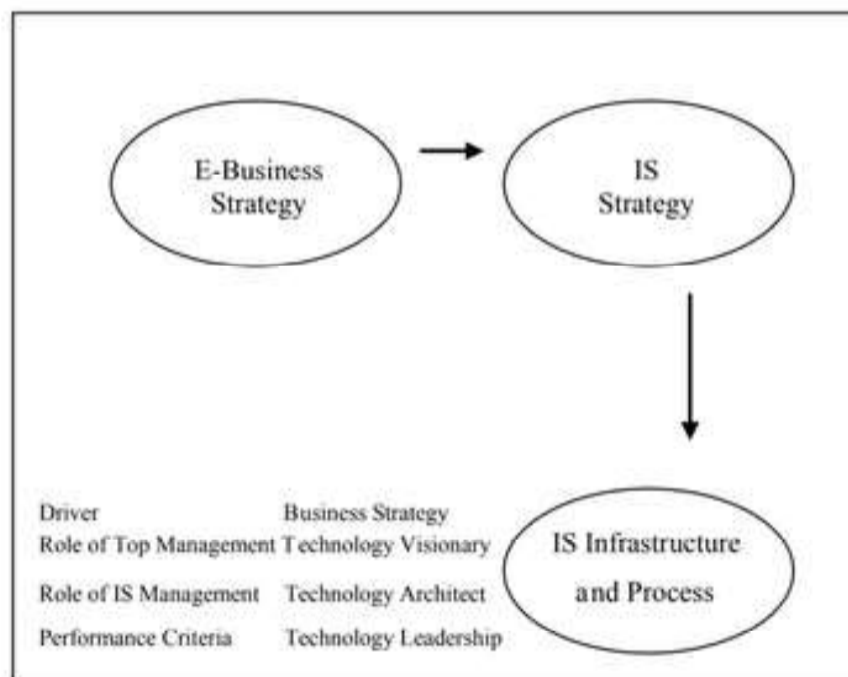 E-Business
Strategy
IS
Strategy
Driver Business Strategy
Role of Top Management Technology Visionary
Role of IS Management Technology Architect
Performance Criteria Technology Leadership
IS Infrastructure
and Process